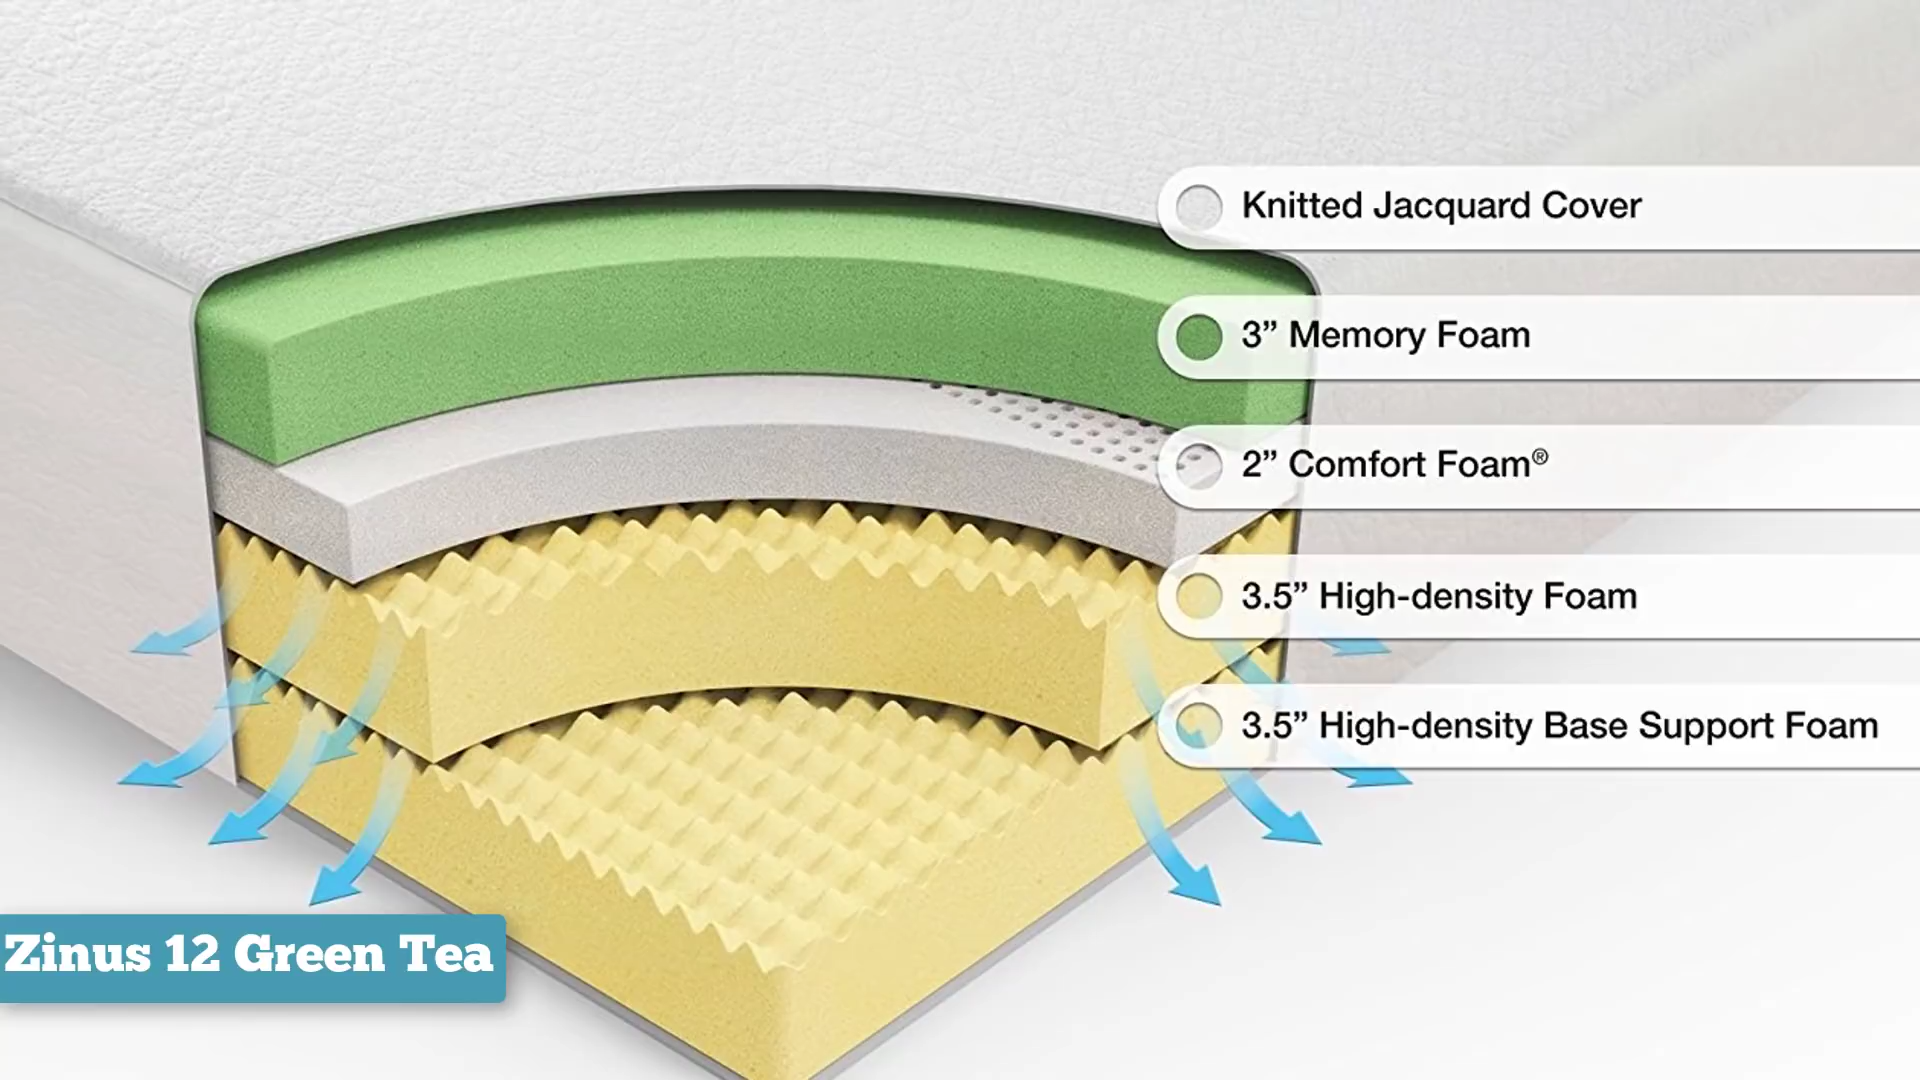 Knitted Jacquard Cover
3” Memory Foam
2” Comfort Foam®
3.5” High-density Foam
3.5” High-density Base Support Foam
Zinus 12 Green Tea